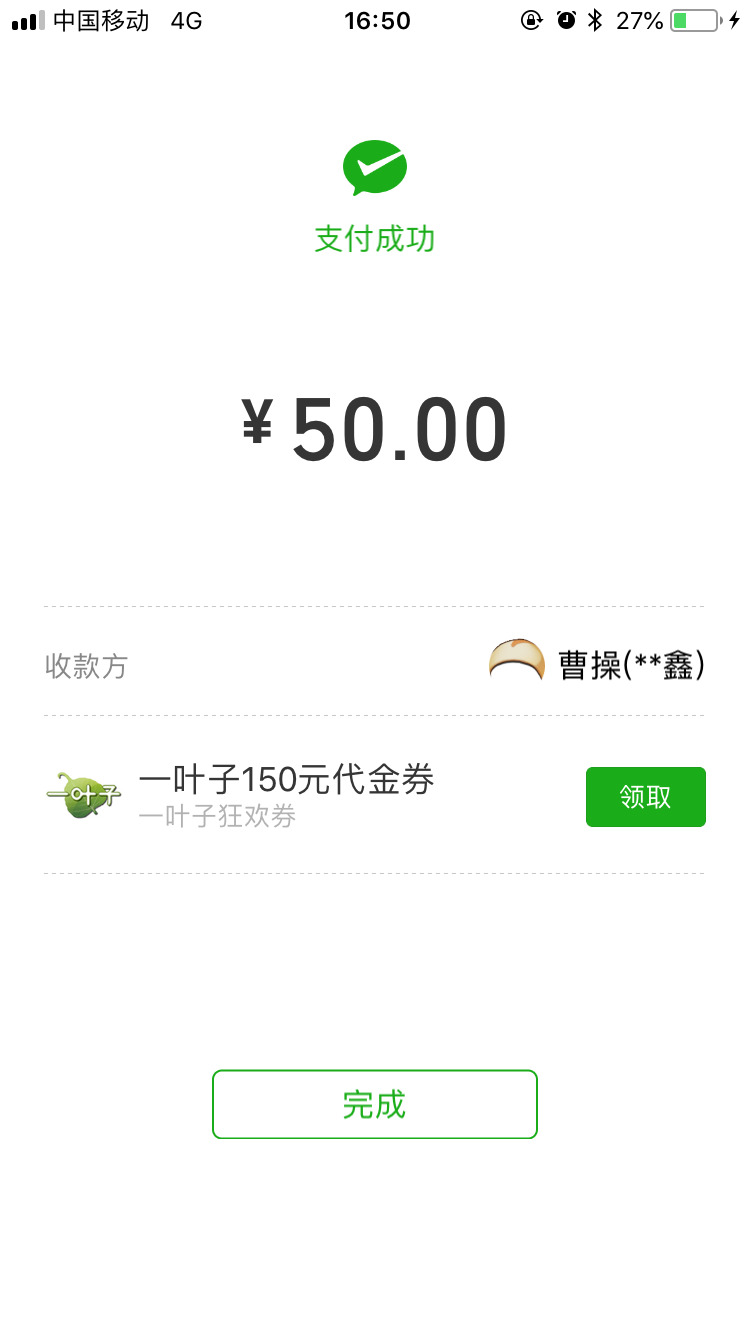 中国移动 4G 16:50 27%
支付成功
¥50.00
收款方 曹操(**鑫)
一叶子
一叶子150元代金券 领取
一叶子狂欢券
完成